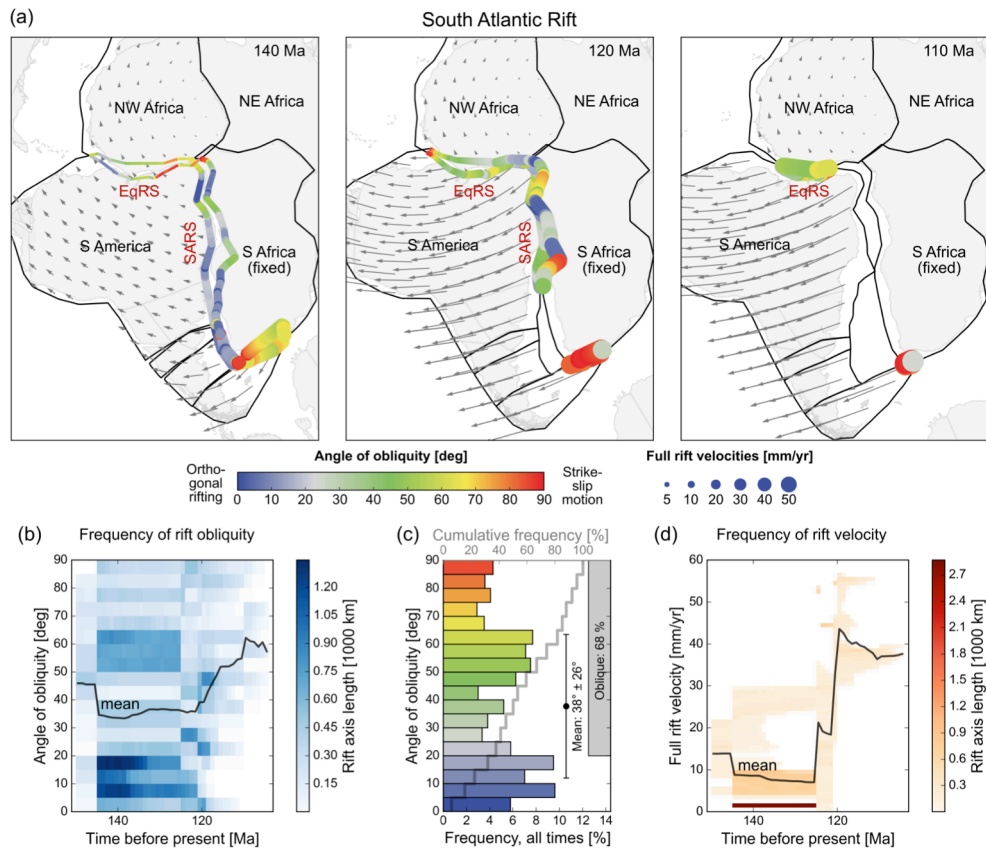 (a)
South Atlantic Rift
140 Ma
NW Africa
NE Africa
EqRS
S America
SARS
S Africa
(fixed)
120 Ma
NW Africa
NE Africa
EqRS
S America
SARS
S Africa
(fixed)
110 Ma
NW Africa
NE Africa
EqRS
S America
S Africa
(fixed)
Angle of obliquity [deg]
Ortho-
gonal
rifting
0 10 20 30 40 50 60 70 80 90
Strike-
slip
motion
Full rift velocities [mm/yr]
5 10 20 30 40 50
(b)
Frequency of rift obliquity
Angle of obliquity [deg]
90
80
70
60
50
40
30
20
10
0
mean
140 120
Time before present [Ma]
1.20
1.05
0.90
0.75
0.60
0.45
0.30
0.15
Rift axis length [1000 km]
(c)
Cumulative frequency [%]
0 20 40 60 80 100
Angle of obliquity [deg]
90
80
70
60
50
40
30
20
10
0
Mean: 38° ± 26°
Oblique: 68 %
0 2 4 6 8 10 12 14
Frequency, all times [%]
(d)
Frequency of rift velocity
Full rift velocity [mm/yr]
60
50
40
30
20
10
0
mean
140 120
Time before present [Ma]
2.7
2.4
2.1
1.8
1.5
1.2
0.9
0.6
0.3
Rift axis length [1000 km]